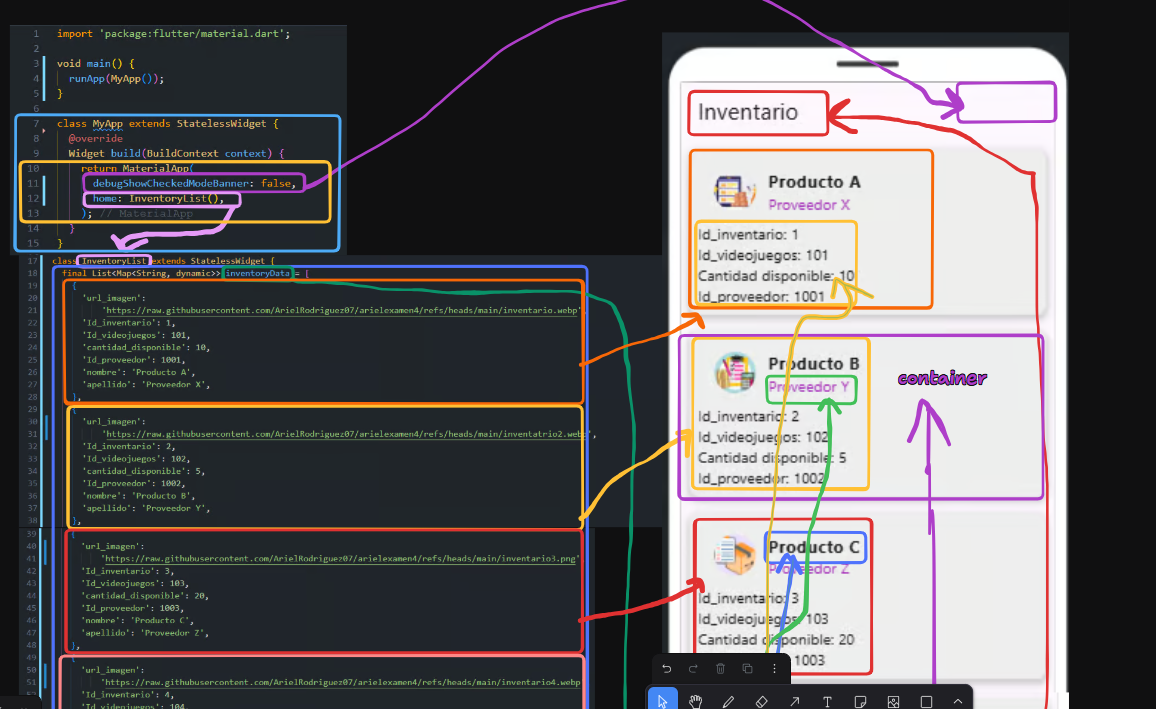 1 import 'package:flutter/material.dart';
2
3 void main() {
4 runApp(MyApp());
5 }
6
7 class MyApp extends StatelessWidget {
8 @override
9 Widget build(BuildContext context) {
10 return MaterialApp(
11 debugShowCheckedModeBanner: false,
12 home: InventoryList(),
13 ); // MaterialApp
14 }
15 }
17 class InventoryList extends StatelessWidget {
18 final List<Map<String, dynamic>> inventoryData = [
19 {
20 'url_imagen':
21 'https://raw.githubusercontent.com/ArielRodriguez07/arielexamen4/refs/heads/main/inventario.webp'
22 'Id_inventario': 1,
23 'Id_videojuegos': 101,
24 'cantidad_disponible': 10,
25 'Id_proveedor': 1001,
26 'nombre': 'Producto A',
27 'apellido': 'Proveedor X',
28 },
29 {
30 'url_imagen':
31 'https://raw.githubusercontent.com/ArielRodriguez07/arielexamen4/refs/heads/main/inventatrio2.webp',
32 'Id_inventario': 2,
33 'Id_videojuegos': 102,
34 'cantidad_disponible': 5,
35 'Id_proveedor': 1002,
36 'nombre': 'Producto B',
37 'apellido': 'Proveedor Y',
38 },
39 {
40 'url_imagen':
41 'https://raw.githubusercontent.com/ArielRodriguez07/arielexamen4/refs/heads/main/inventario3.png'
42 'Id_inventario': 3,
43 'Id_videojuegos': 103,
44 'cantidad_disponible': 20,
45 'Id_proveedor': 1003,
46 'nombre': 'Producto C',
47 'apellido': 'Proveedor Z',
48 },
49 {
50 'url_imagen':
51 'https://raw.githubusercontent.com/ArielRodriguez07/arielexamen4/refs/heads/main/inventario4.webp
52 'Id_inventario': 4,
'Id_videojuegos': 104,
Inventario
Producto A
Proveedor X
Id_inventario: 1
Id_videojuegos: 101
Cantidad disponible: 10
Id_proveedor: 1001
Producto B
Proveedor Y
container
Id_inventario: 2
Id_videojuegos: 102
Cantidad disponible: 5
Id_proveedor: 1002
Producto C
Proveedor Z
Id_inventario: 3
Id_videojuegos: 103
Cantidad disponible: 20
1003
T